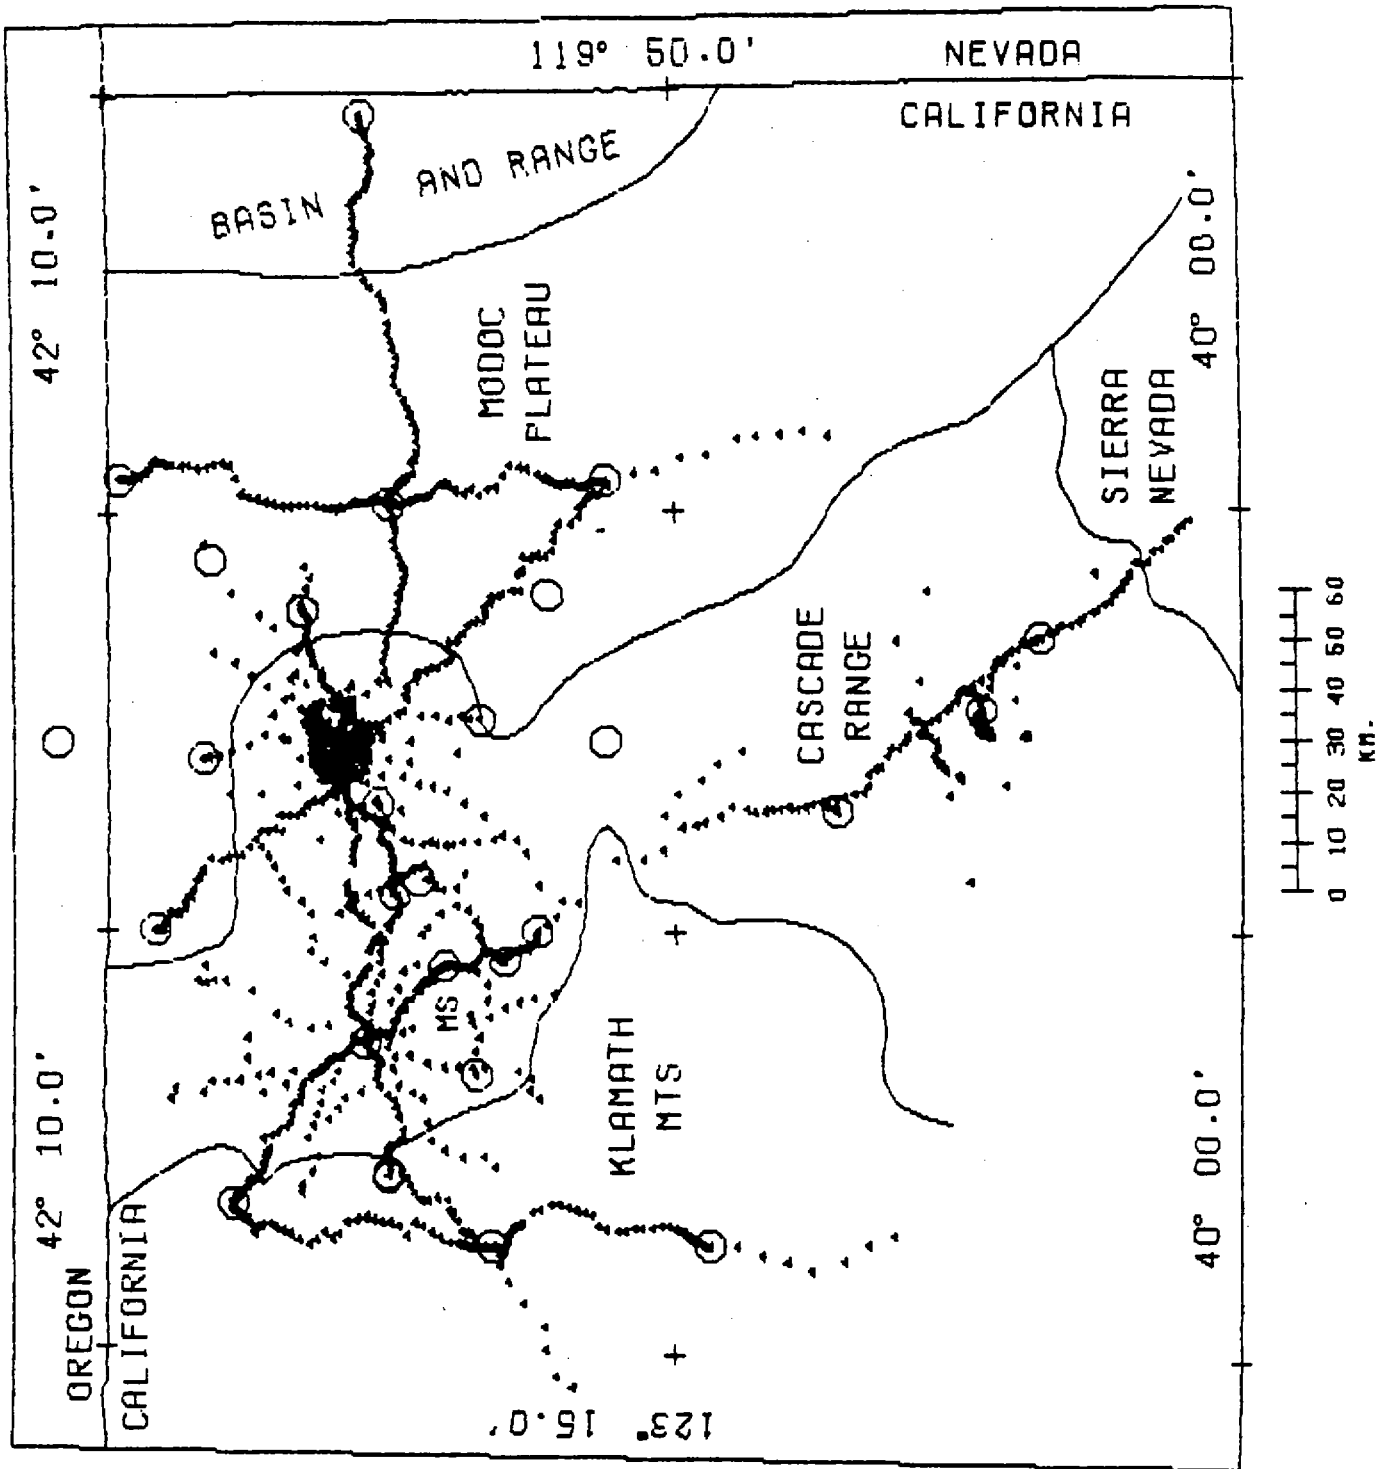 119° 50.0'
NEVADA
CALIFORNIA
BASIN AND RANGE
42° 10.0'
40° 00.0'
MODOC
PLATEAU
SIERRA
NEVADA
CASCADE
RANGE
0 10 20 30 40 50 60
KM.
MS
KLAMATH
MTS
42° 10.0'
40° 00.0'
OREGON
CALIFORNIA
123° 15.0'